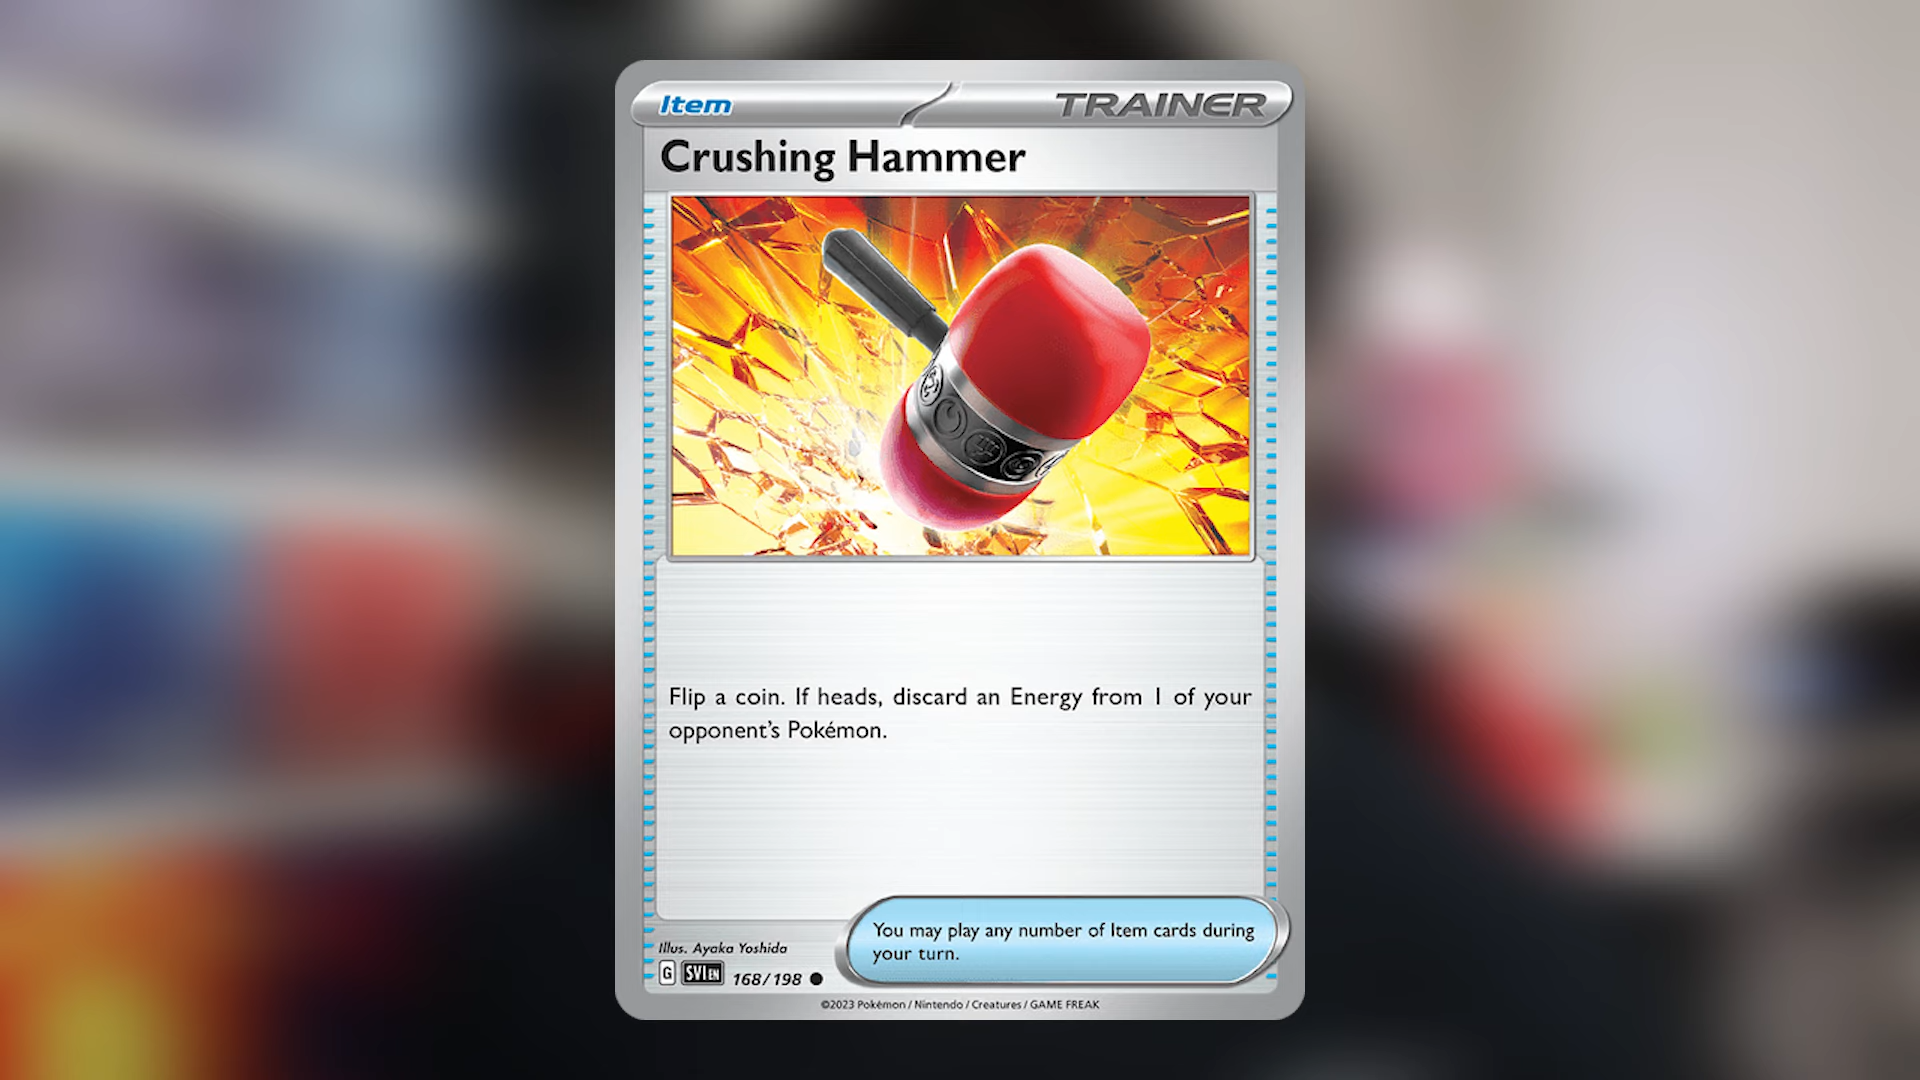 Item
TRAINER
Crushing Hammer
Flip a coin. If heads, discard an Energy from 1 of your
opponent's Pokémon.
You may play any number of Item cards during
your turn.
Illus. Ayaka Yoshida
G SVI EN 168/198
©2023 Pokémon / Nintendo / Creatures / GAME FREAK